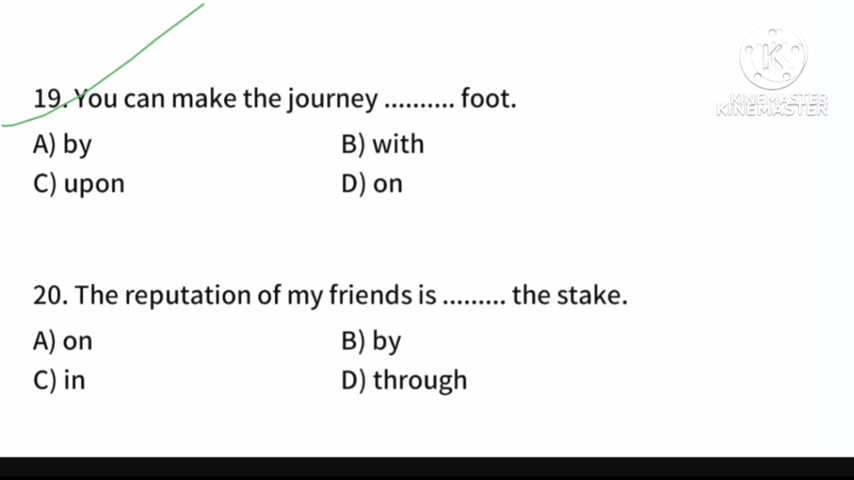 19. You can make the journey .......... foot.
A) by
B) with
C) upon
D) on
20. The reputation of my friends is ......... the stake.
A) on
B) by
C) in
D) through
KINEMASTER
KINEMASTER